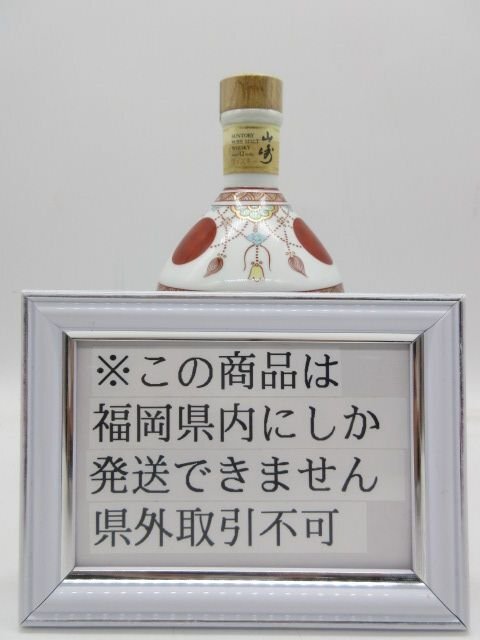 SUNTORY
PURE MALT
WHISKY
山崎
※この商品は
福岡県内にしか
発送できません
県外取引不可